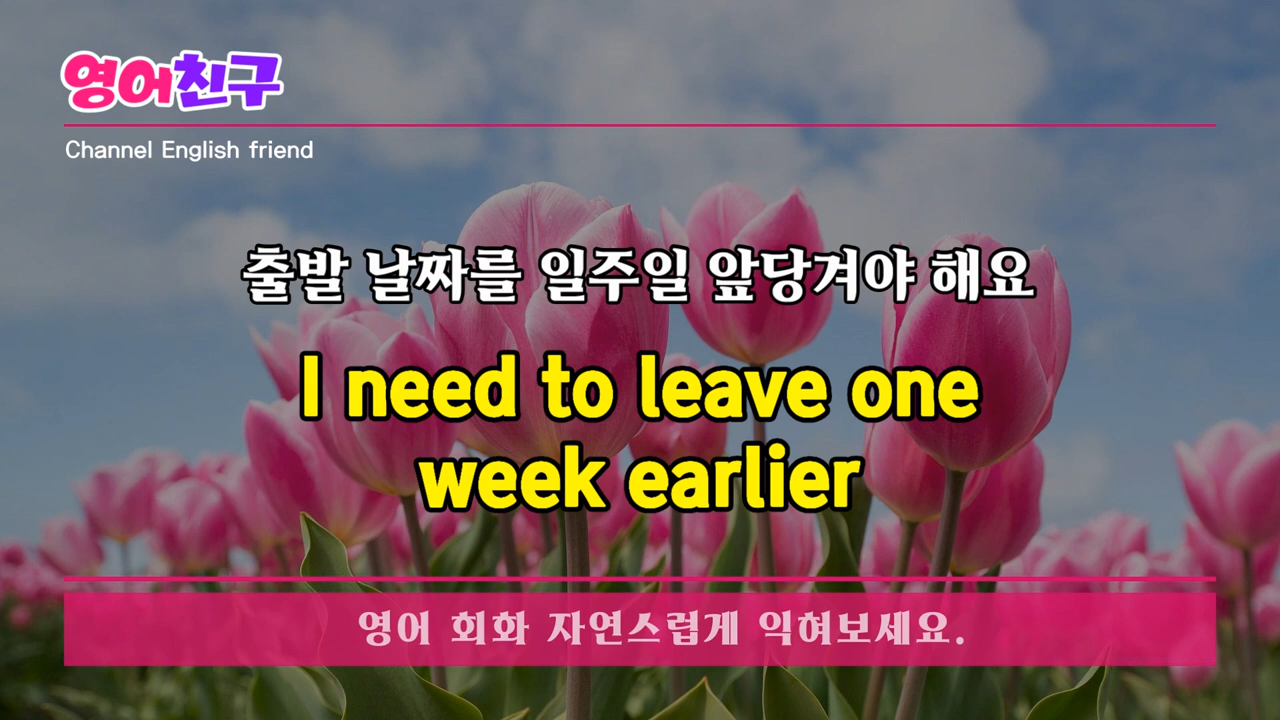 영어친구
Channel English friend
출발 날짜를 일주일 앞당겨야 해요
I need to leave one
week earlier
영어 회화 자연스럽게 익혀보세요.